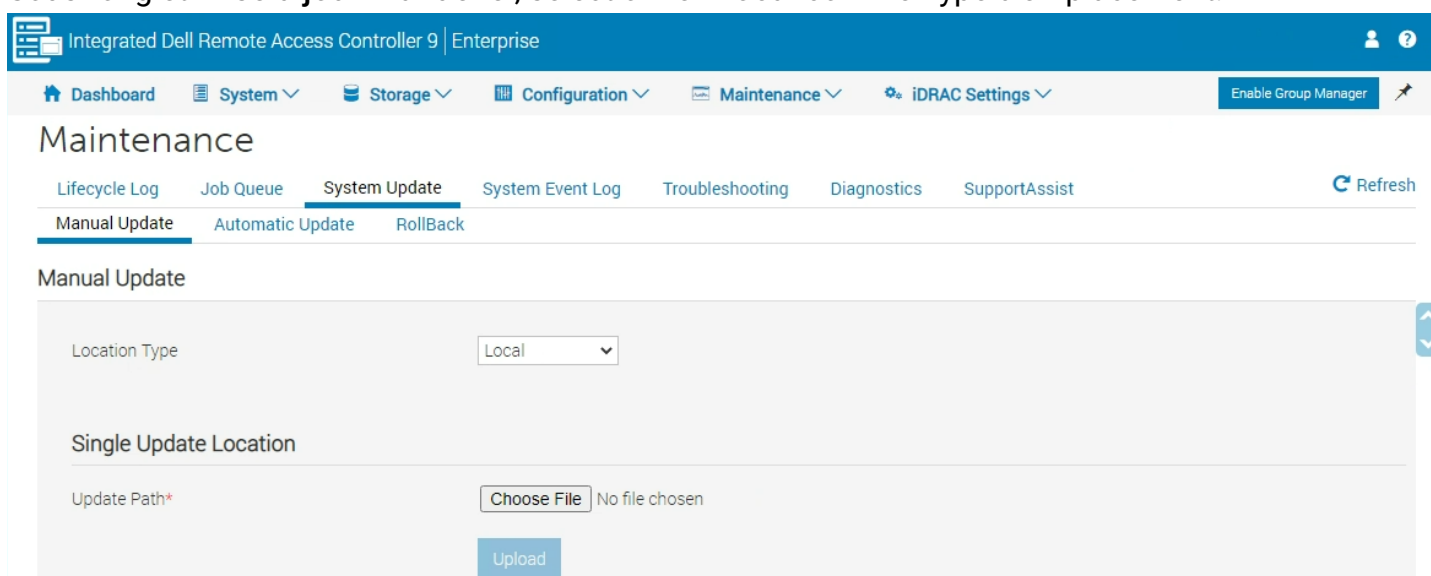 Integrated Dell Remote Access Controller 9 | Enterprise
Dashboard System Storage Configuration Maintenance iDRAC Settings Enable Group Manager
Maintenance
Lifecycle Log Job Queue System Update System Event Log Troubleshooting Diagnostics SupportAssist Refresh
Manual Update Automatic Update RollBack
Manual Update
Location Type Local
Single Update Location
Update Path* Choose File No file chosen
Upload